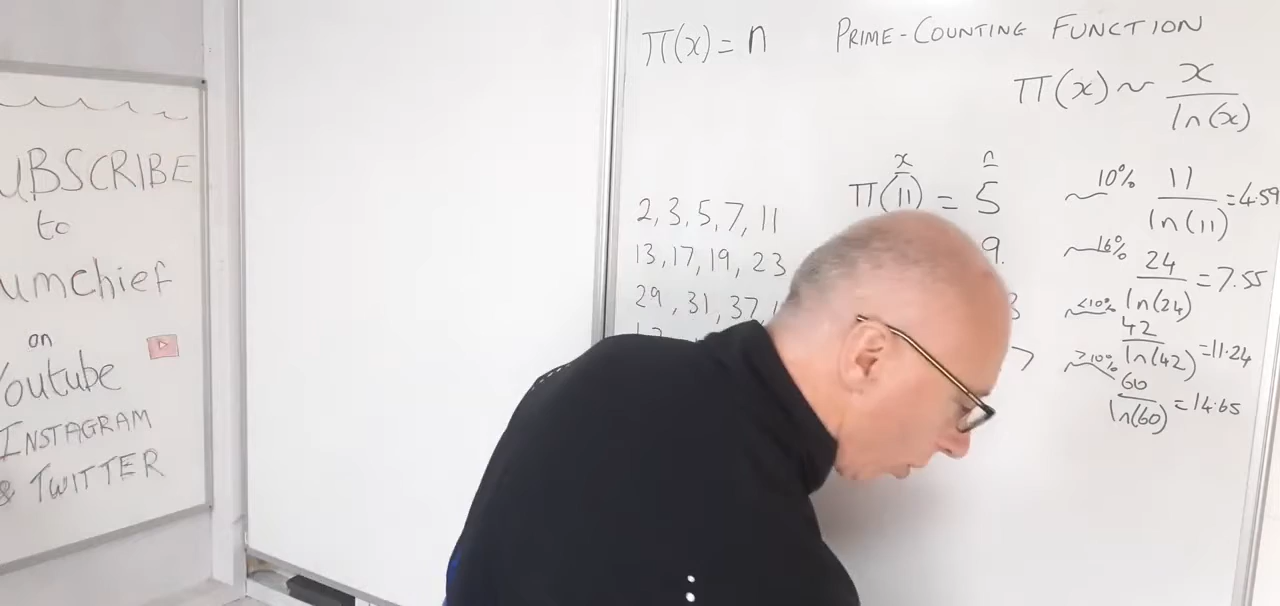 UBSCRIBE
to
umchief
on
Youtube
INSTAGRAM
& TWITTER
π(x) = n
PRIME-COUNTING FUNCTION
π(x) ~ x / ln(x)
x n
π(11) = 5
2, 3, 5, 7, 11
13, 17, 19, 23
29, 31, 37,
9.
~ 10% 11 / ln(11) = 4.59
~ 16% 24 / ln(24) = 7.55
<10% 42 / ln(42) = 11.24
>10% 60 / ln(60) = 14.65